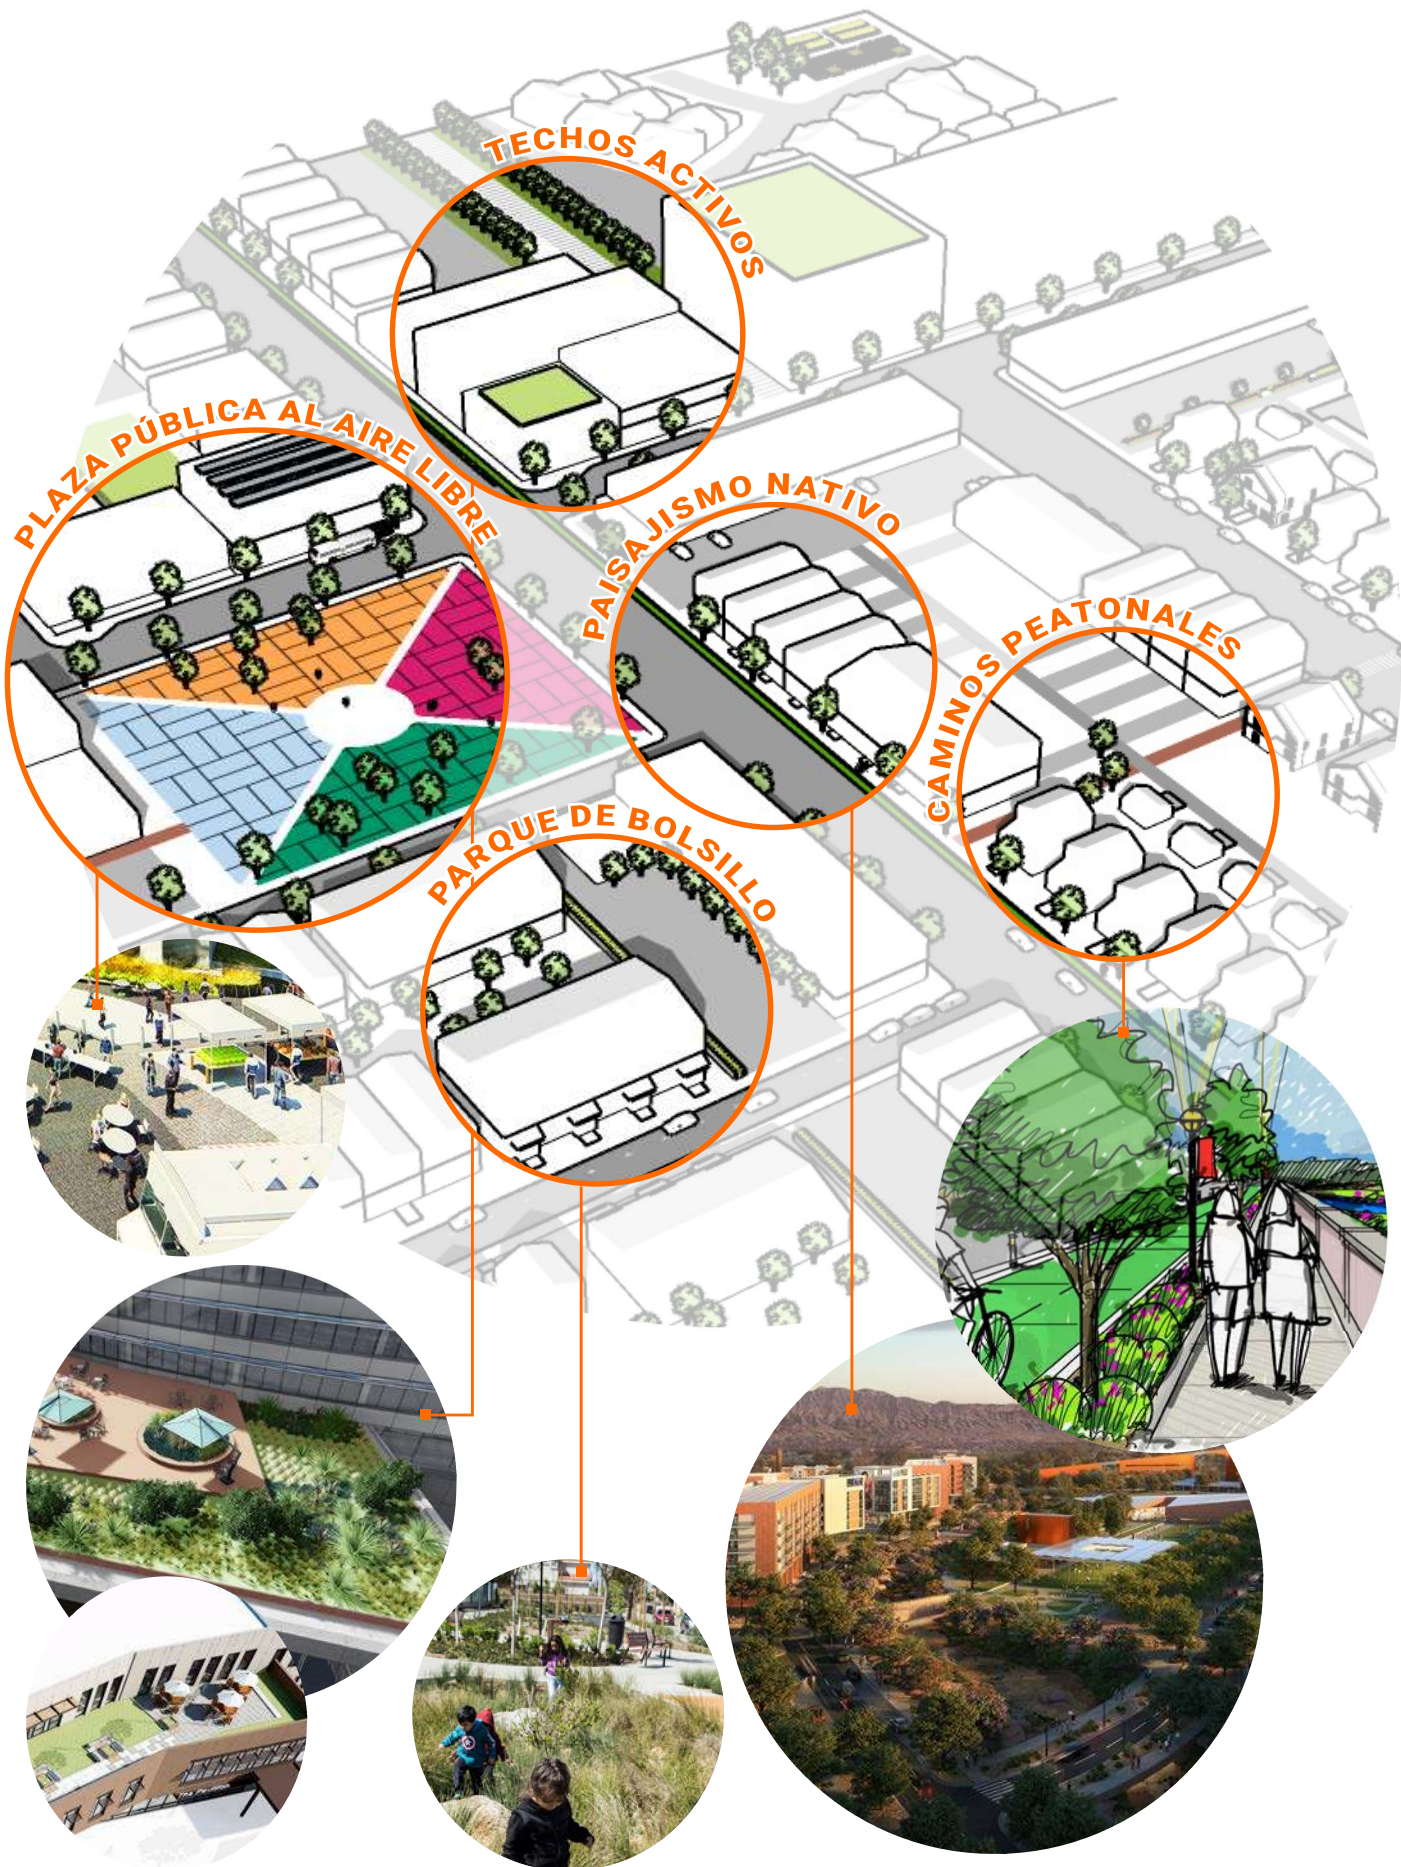 TECHOS ACTIVOS
PLAZA PÚBLICA AL AIRE LIBRE
PAISAJISMO NATIVO
CAMINOS PEATONALES
PARQUE DE BOLSILLO